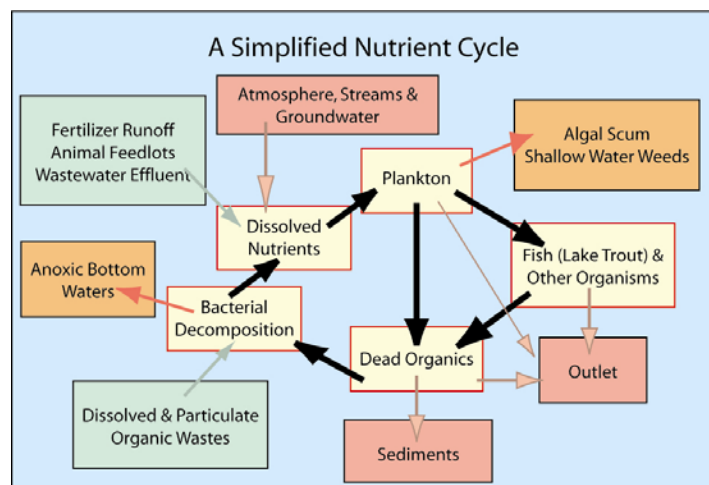 A Simplified Nutrient Cycle
Atmosphere, Streams &
Groundwater
Fertilizer Runoff
Animal Feedlots
Wastewater Effluent
Algal Scum
Shallow Water Weeds
Plankton
Dissolved
Nutrients
Fish (Lake Trout) &
Other Organisms
Anoxic Bottom
Waters
Bacterial
Decomposition
Dead Organics
Outlet
Dissolved & Particulate
Organic Wastes
Sediments